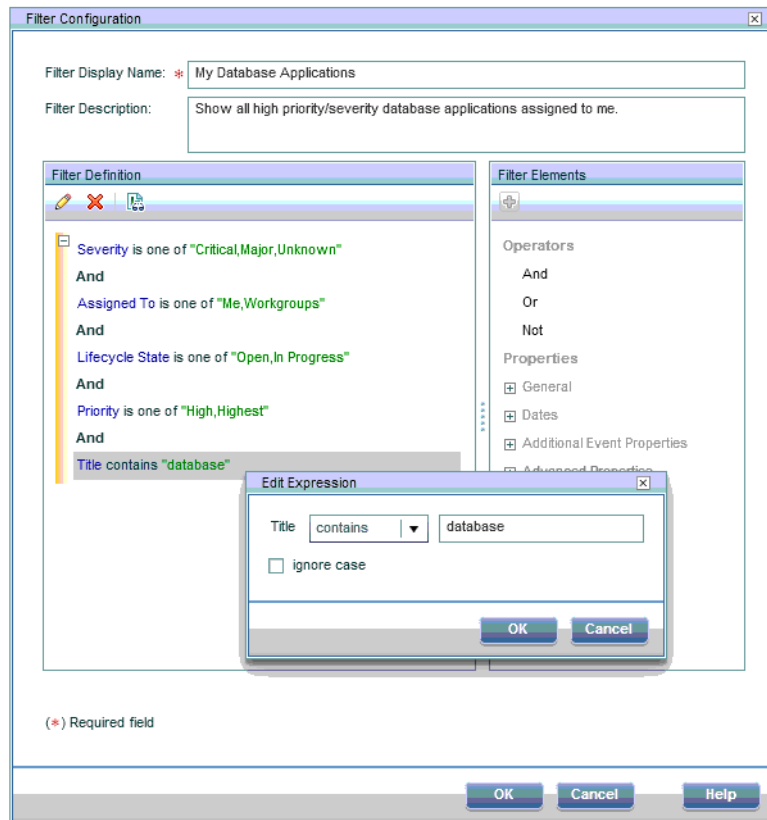 Filter Configuration
Filter Display Name: * My Database Applications
Filter Description: Show all high priority/severity database applications assigned to me.
Filter Definition
Filter Elements
Severity is one of "Critical,Major,Unknown"
And
Assigned To is one of "Me,Workgroups"
And
Lifecycle State is one of "Open,In Progress"
And
Priority is one of "High,Highest"
And
Title contains "database"
Operators
And
Or
Not
Properties
General
Dates
Additional Event Properties
Advanced Properties
Edit Expression
Title contains database
ignore case
OK Cancel
(*) Required field
OK Cancel Help